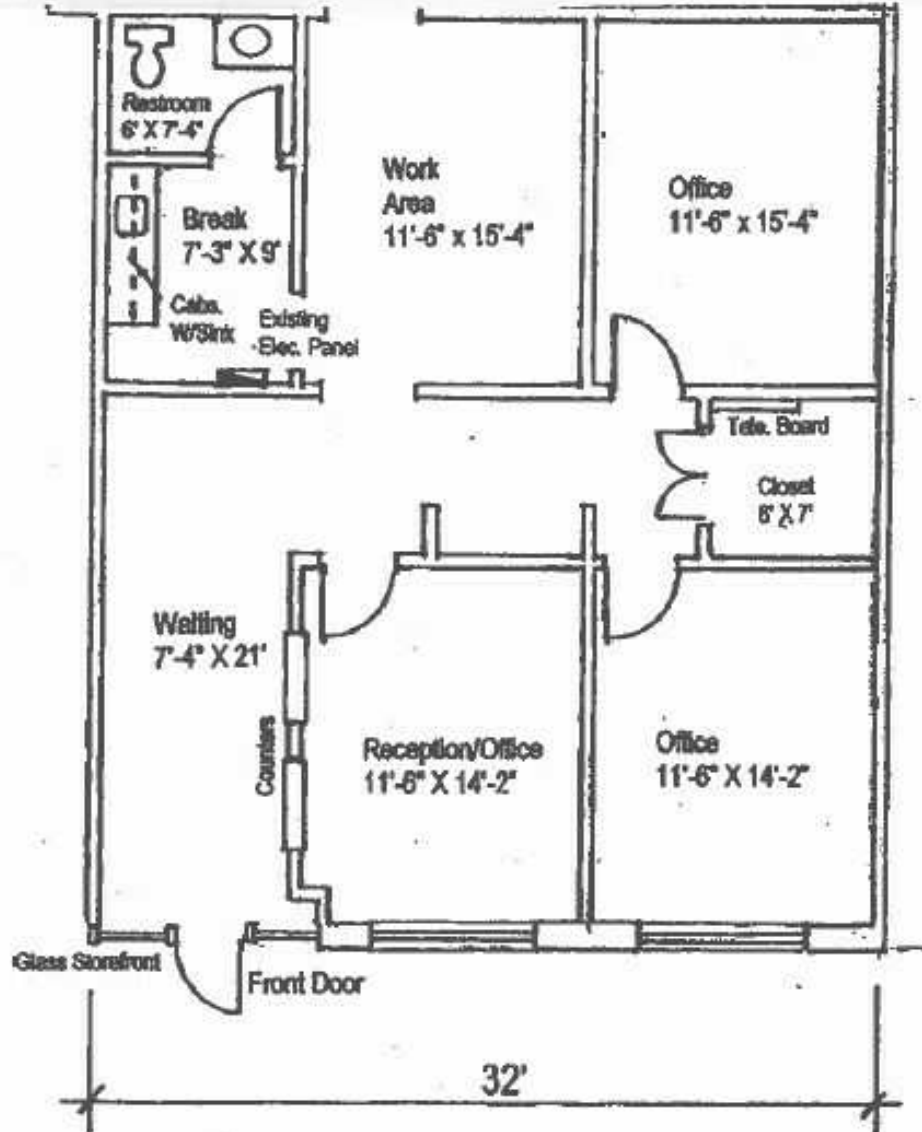 Restroom
6' X 7'-4"
Work
Area
11'-6" x 15'-4"
Office
11'-6" x 15'-4"
Break
7'-3" X 9'
Cabs.
W/Sink
Existing
Elec. Panel
Tele. Board
Closet
6' X 7'
Waiting
7'-4" X 21'
Counters
Reception/Office
11'-6" X 14'-2"
Office
11'-6" X 14'-2"
Glass Storefront
Front Door
32'